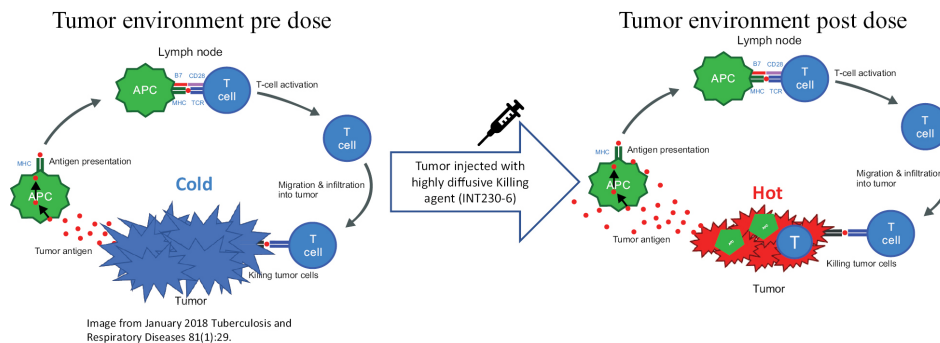 Tumor environment pre dose
Lymph node
B7 CD28
APC
T
cell
MHC TCR
T-cell activation
T
cell
MHC
Antigen presentation
APC
Cold
Migration & infiltration
into tumor
Tumor antigen
T
cell
Killing tumor cells
Tumor
Image from January 2018 Tuberculosis and
Respiratory Diseases 81(1):29.
Tumor injected with
highly diffusive Killing
agent (INT230-6)
Tumor environment post dose
Lymph node
B7 CD28
APC
T
cell
MHC TCR
T-cell activation
T
cell
MHC
Antigen presentation
APC
Hot
Migration & infiltration
into tumor
Tumor antigen
T
T
cell
Killing tumor cells
Tumor